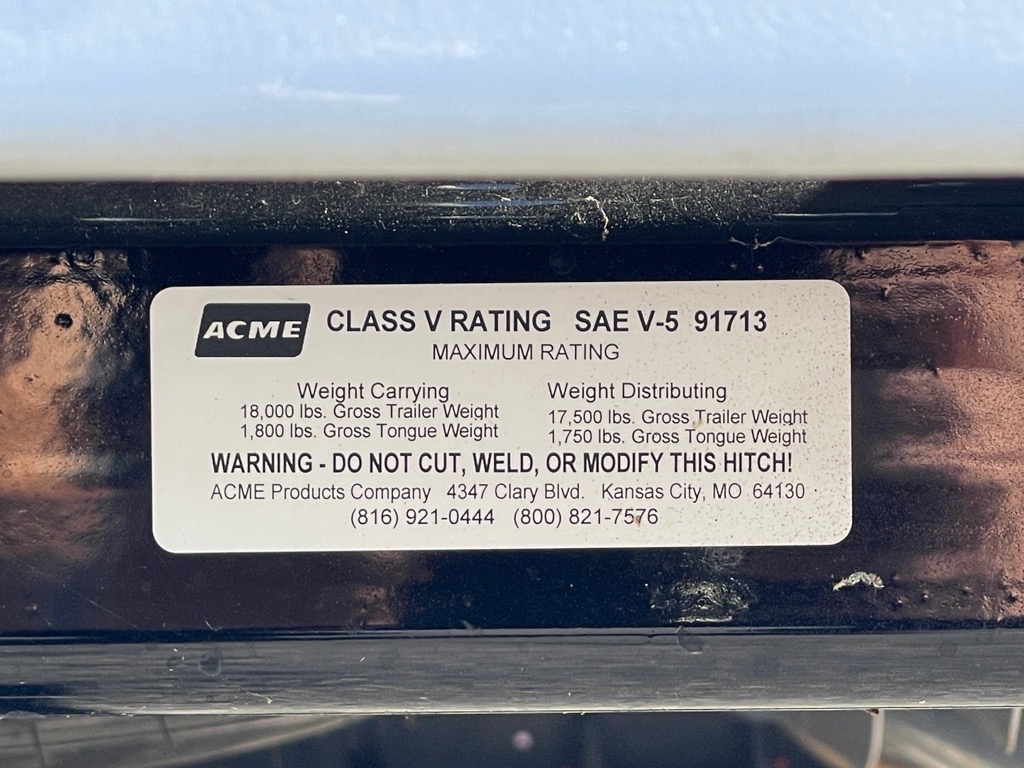 ACME CLASS V RATING SAE V-5 91713
MAXIMUM RATING
Weight Carrying
18,000 lbs. Gross Trailer Weight
1,800 lbs. Gross Tongue Weight
Weight Distributing
17,500 lbs. Gross Trailer Weight
1,750 lbs. Gross Tongue Weight
WARNING - DO NOT CUT, WELD, OR MODIFY THIS HITCH!
ACME Products Company 4347 Clary Blvd. Kansas City, MO 64130
(816) 921-0444 (800) 821-7576